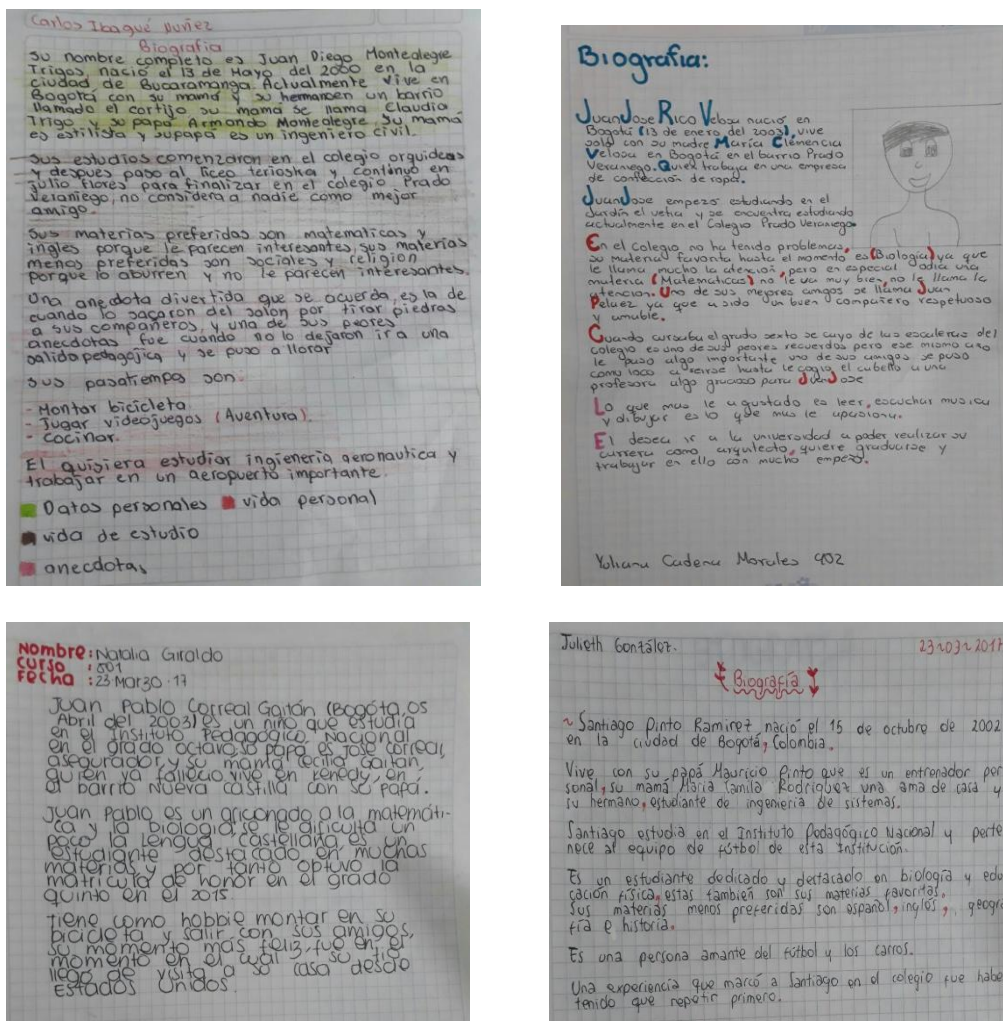 Carlos Ibagué Nuñez
Biografia
Su nombre completo es Juan Diego Montealegre
Trigos, nacio el 13 de Mayo del 2000 en la
ciudad de Bucaramanga. Actualmente vive en
Bogotá con su mamá y su hermanoen un barrio
llamado el cortijo su mamá se nama Claudia
Trigo y su papá Armando Montealegre, su mamá
es estilista y supapá es un ingeniero civil.
Sus estudios comenzaron en el colegio orquideas
y despues paso al liceo terioska y continuo en
julio flores para finalizar en el colegio Prado
Veraniego, no considera a nadie como mejor
amigo.
Sus materias preferidas son matematicas y
ingles porque le parecen interesantes, sus materias
menos preferidas son sociales y religion
porque lo aburren y no le parecen interesantes.
Una anedota divertida que se acuerda, es la de
cuando lo sacaron del salon por tirar piedras
a sus compañeros, y una de sus peores
anecdotas fue cuando no lo dejaron ir a una
salida pedagojica y se puso a llorar
Sus pasatiempos son:
- Montar bicicleta
- Jugar videojuegos (Aventura).
- Cocinar.
El quisiera estudiar ingieneria aeronautica y
trabajar en un aeropuerto importante.
Datos personales vida personal
vida de estudio
anecdotas
Biografia:
Juan Jose Rico Velosa nacio en
Bogotá (13 de enero del 2003), vive
solo con su madre María Clemencia
Velosa en Bogotá en el barrio Prado
Veraniego. Quien trabaja en una empresa
de confección de ropa.
Juan Jose empezo estudiando en el
Jardin el vetia y se encuentra estudiando
actualmente en el Colegio Prado Veraniego.
En el colegio no ha tenido problemas,
su materia favorita hasta el momento es (Biologia) ya que
le llama mucho la atención, pero en especial odia una
materia (Matematicas) no le va muy bien, no le llama la
atencion. Uno de sus mejores amigos se llama Juan
Pelaez ya que a sido un buen compañero respetuoso
y amable.
Cuando cursaba el grado sexto se cayo de las escaleras del
colegio es uno de sus peores recuerdos pero ese mismo año
le paso algo importante uno de sus amigos se puso
como loco a reirse hasta le cogio el cabello a una
profesora algo gracioso para Juan Jose
Lo que mas le a gustado es leer, escuchar musica
y dibujar es lo que mas le apasiona.
El desea ir a la universidad a poder realizar su
carrera como arquitecto, quiere graduarse y
trabajar en ello con mucho empeño.
Yuliana Cadena Morales 902
Nombre: Natalia Giraldo
curso : 801
Fecha : 23 Marzo - 17
Juan Pablo Correal Gaitán (Bogotá, 05
Abril del 2003) es un niño que estudia
en el Instituto Pedagógico Nacional
en el grado octavo, su papá es José Correal,
asegurador, y su mamá Cecilia Gaitán,
quien ya fallecio, vive en Kenedy, en
el barrio Nueva Castilla con su papá.
Juan Pablo es un aficionado a la matemáti-
ca y la biología, se le dificulta un
poco la Lengua castellana es un
estudiante destacado en muchas
materias y por tanto obtuvo la
matrícula de honor en el grado
quinto en el 2015.
Tiene como hobbie montar en su
bicicleta y salir con sus amigos,
su momento más feliz, fue en el
momento en el cual su tío
llegó de visita a su casa desde
Estados Unidos.
Julieth González. 23~03~2017
Biografía
~ Santiago Pinto Ramirez, nació el 15 de octubre de 2002
en la ciudad de Bogotá, Colombia.
Vive con su papá Mauricio Pinto que es un entrenador per
sonal, su mamá Maria Camila Rodriguez una ama de casa y
su hermano, estudiante de ingeniería de sistemas.
Santiago estudia en el Instituto Pedagógico Nacional y perte
nece al equipo de fútbol de esta Institución.
Es un estudiante dedicado y destacado en biología y edu
cación física, estas también son sus materias favoritas.
Sus materias menos preferidas son español, inglés, geogra
fía e historia.
Es una persona amante del fútbol y los carros.
Una experiencia que marcó a Santiago en el colegio fue habe
tenido que repetir primero.